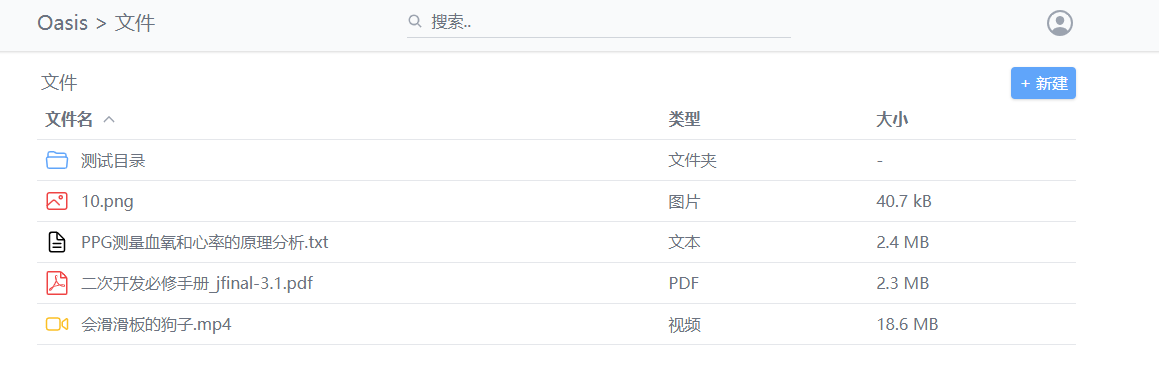 Oasis > 文件
搜索..
文件
+ 新建
文件名 类型 大小
测试目录 文件夹 -
10.png 图片 40.7 kB
PPG测量血氧和心率的原理分析.txt 文本 2.4 MB
二次开发必修手册_jfinal-3.1.pdf PDF 2.3 MB
会滑滑板的狗子.mp4 视频 18.6 MB